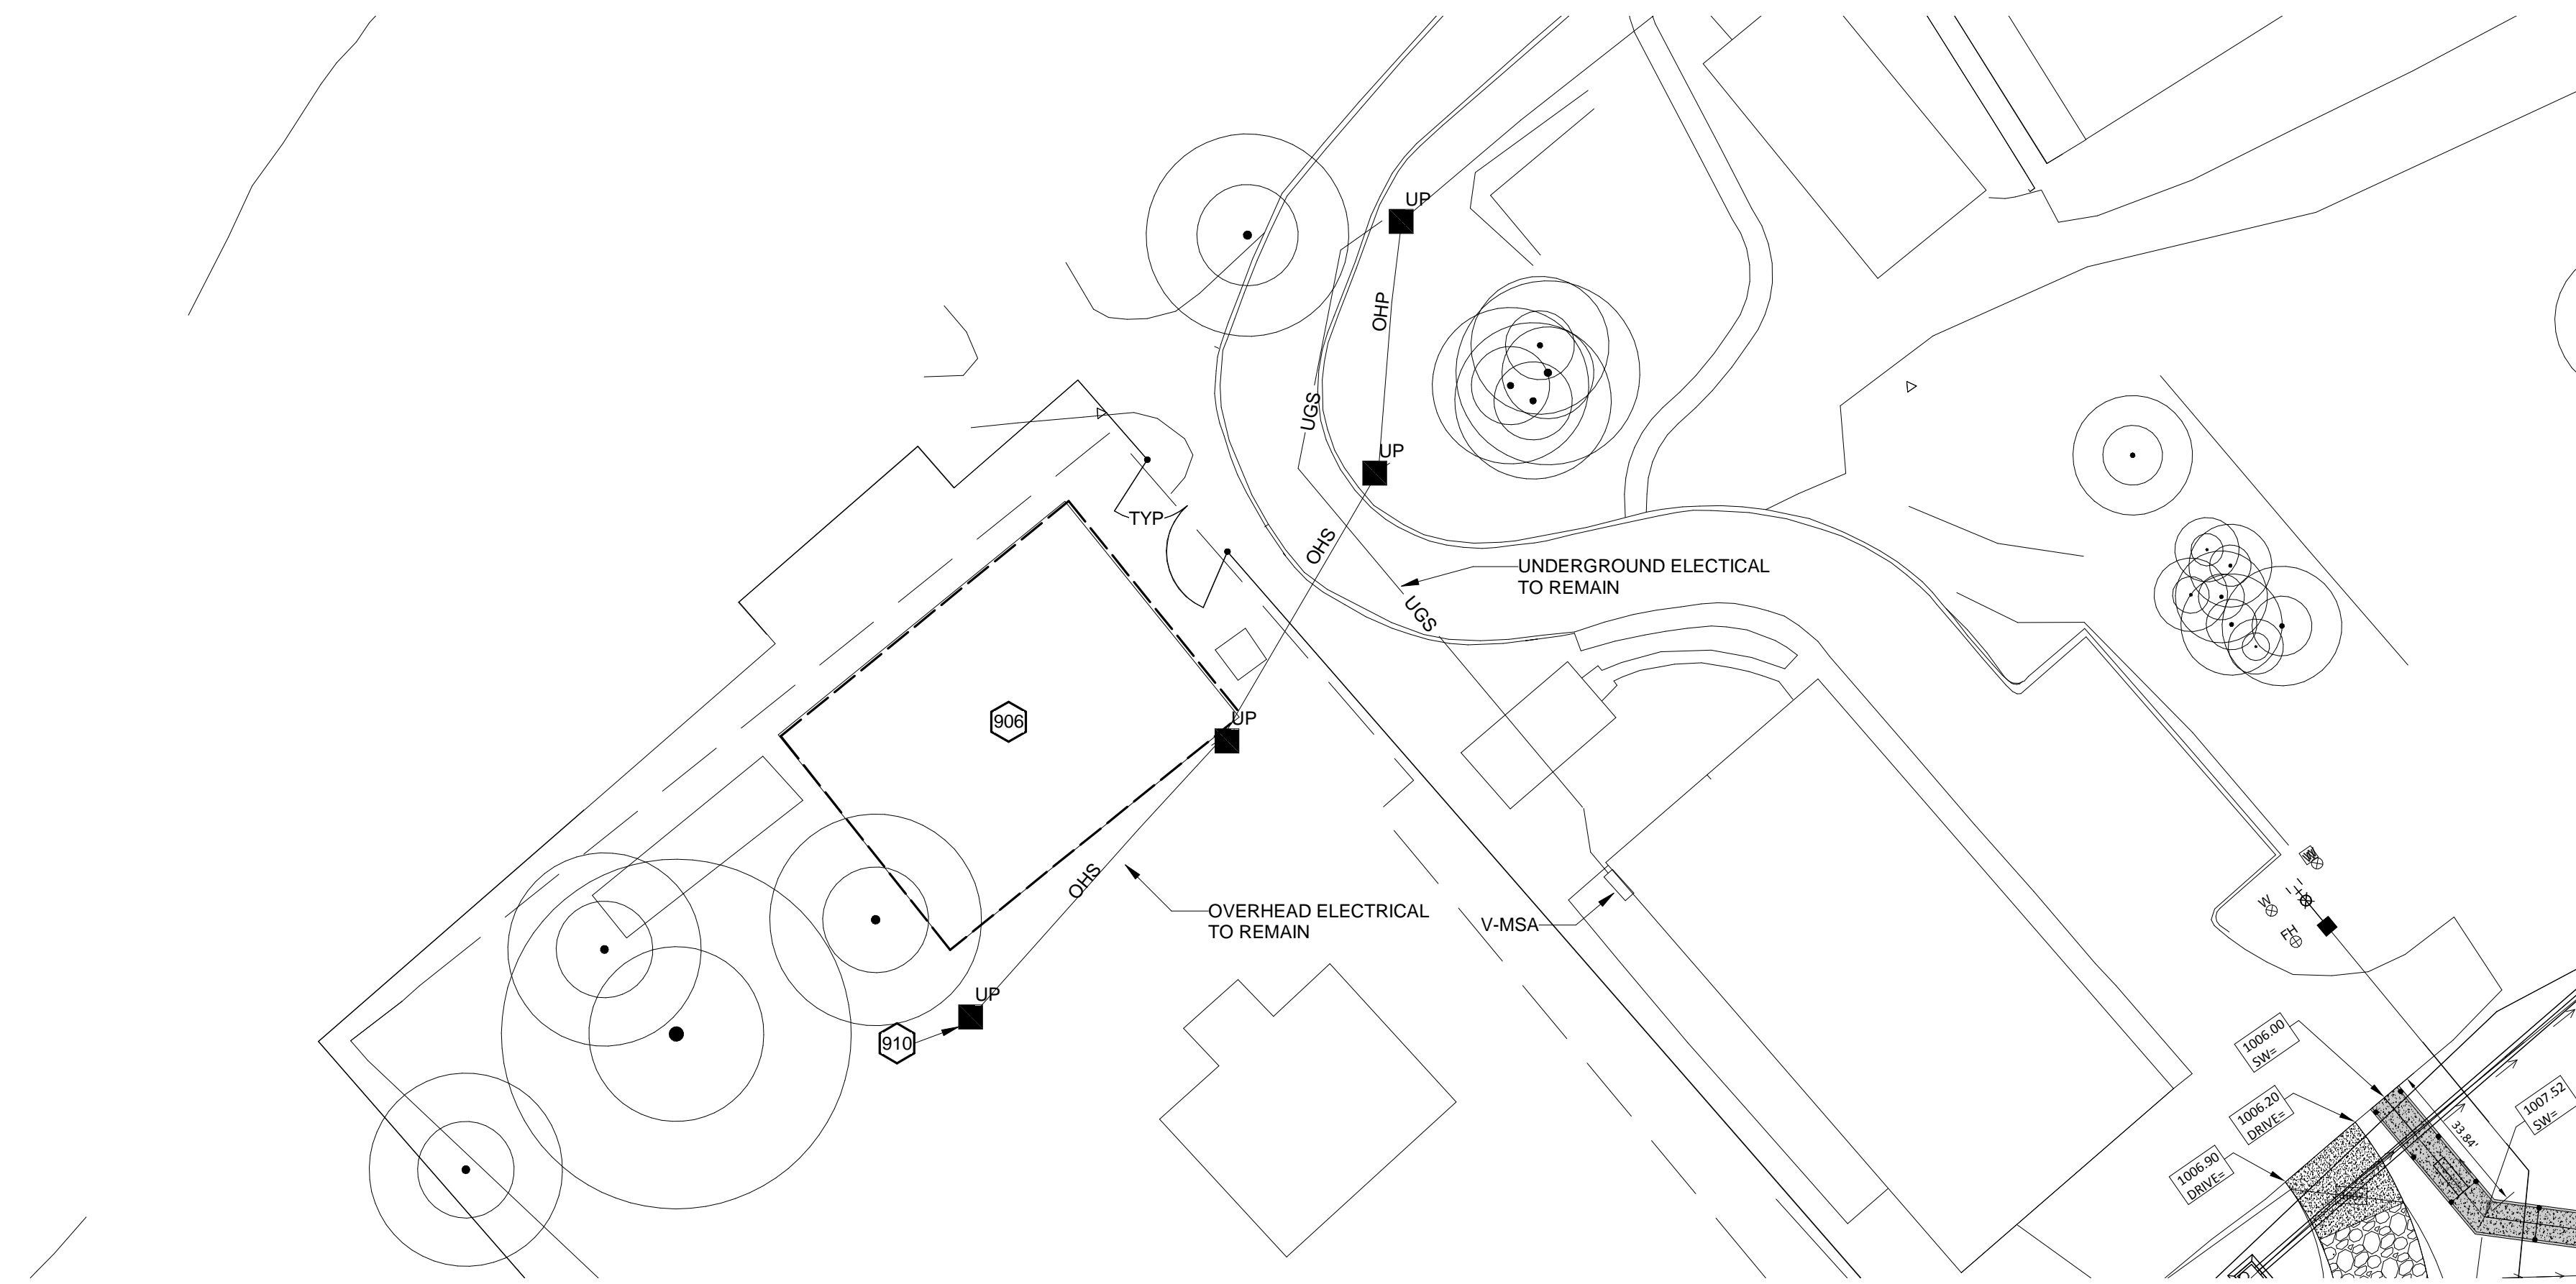 UP
OHP
UGS
UP
TYP
OHS
UNDERGROUND ELECTICAL
TO REMAIN
UGS
906
UP
OHS
OVERHEAD ELECTRICAL
TO REMAIN
V-MSA
W
FH
UP
910
1006.00
SW=
1006.20
DRIVE=
1006.90
DRIVE=
33.84'
1007.52
SW=